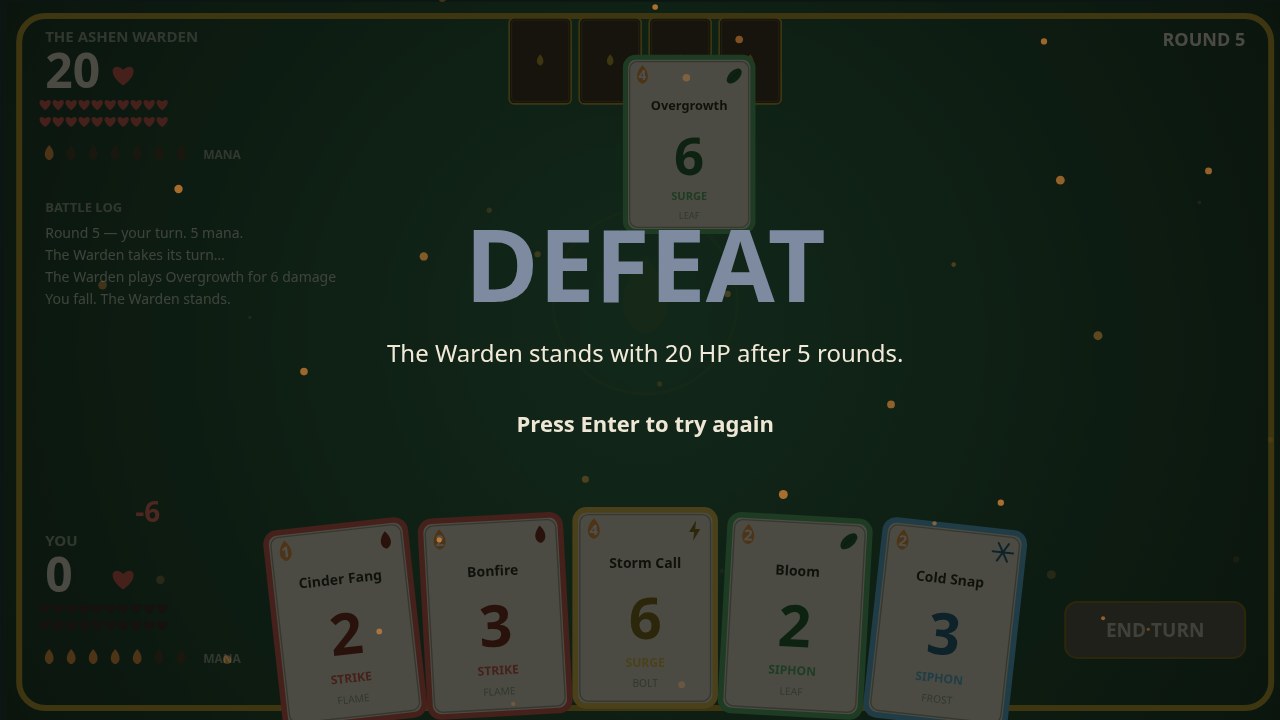 THE ASHEN WARDEN
20
MANA
ROUND 5
4
Overgrowth
6
SURGE
LEAF
BATTLE LOG
Round 5 — your turn. 5 mana.
The Warden takes its turn...
The Warden plays Overgrowth for 6 damage
You fall. The Warden stands.
DEFEAT
The Warden stands with 20 HP after 5 rounds.
Press Enter to try again
-6
YOU
0
MANA
1
Cinder Fang
2
STRIKE
FLAME
Bonfire
3
STRIKE
FLAME
4
Storm Call
6
SURGE
BOLT
2
Bloom
2
SIPHON
LEAF
2
Cold Snap
3
SIPHON
FROST
END TURN